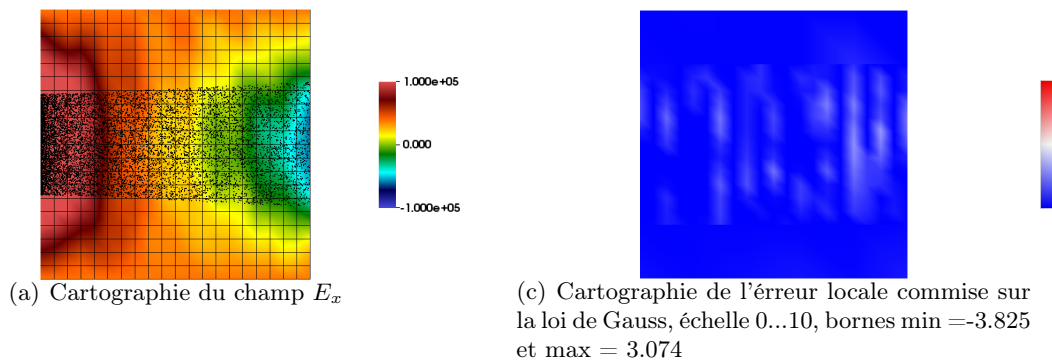 1.000e+05
0.000
-1.000e+05
(a) Cartographie du champ E_x
(c) Cartographie de l'érreur locale commise sur
la loi de Gauss, échelle 0...10, bornes min =-3.825
et max = 3.074